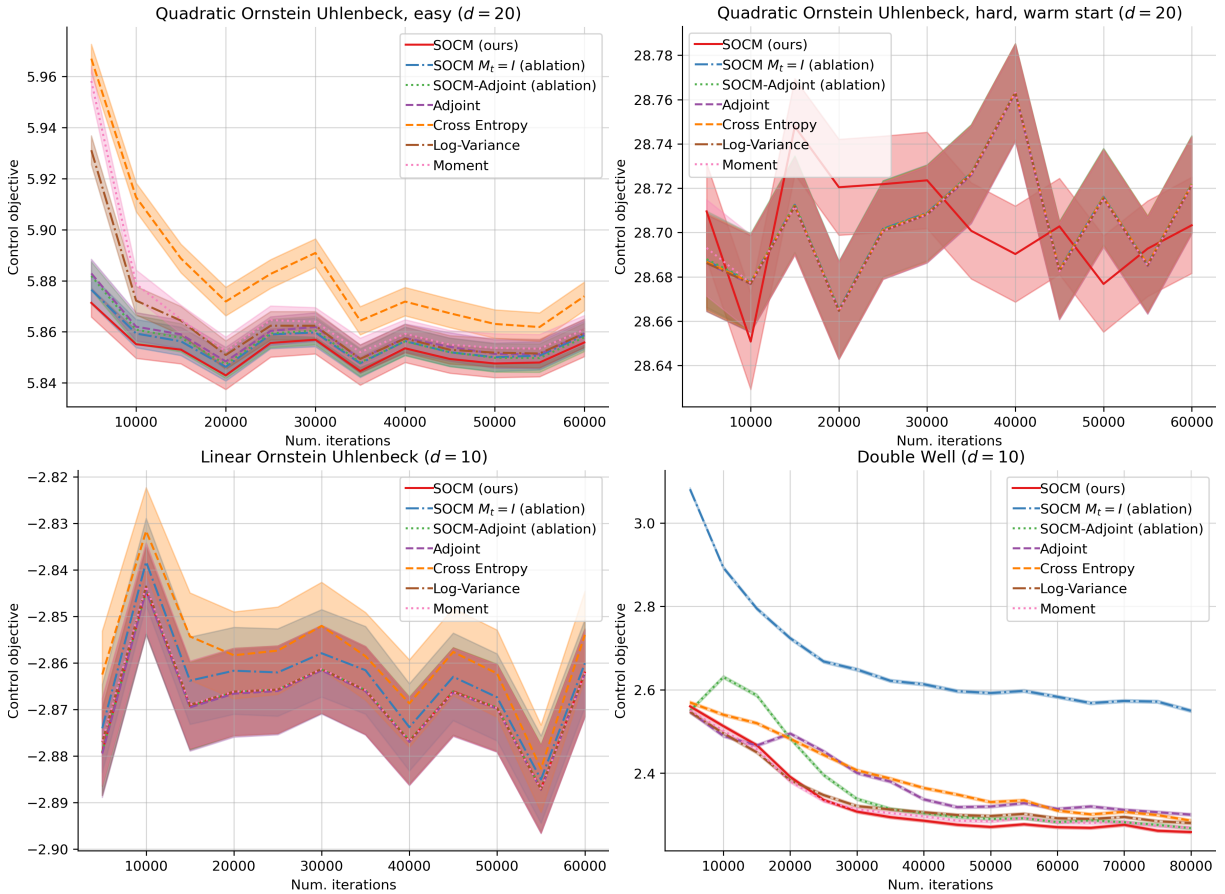 Quadratic Ornstein Uhlenbeck, easy (d = 20)
Control objective
5.96
5.94
5.92
5.90
5.88
5.86
5.84
SOCM (ours)
SOCM M_t = I (ablation)
SOCM-Adjoint (ablation)
Adjoint
Cross Entropy
Log-Variance
Moment
10000 20000 30000 40000 50000 60000
Num. iterations
Quadratic Ornstein Uhlenbeck, hard, warm start (d = 20)
Control objective
28.78
28.76
28.74
28.72
28.70
28.68
28.66
28.64
SOCM (ours)
SOCM M_t = I (ablation)
SOCM-Adjoint (ablation)
Adjoint
Cross Entropy
Log-Variance
Moment
10000 20000 30000 40000 50000 60000
Num. iterations
Linear Ornstein Uhlenbeck (d = 10)
Control objective
−2.82
−2.83
−2.84
−2.85
−2.86
−2.87
−2.88
−2.89
−2.90
SOCM (ours)
SOCM M_t = I (ablation)
SOCM-Adjoint (ablation)
Adjoint
Cross Entropy
Log-Variance
Moment
10000 20000 30000 40000 50000 60000
Num. iterations
Double Well (d = 10)
Control objective
3.0
2.8
2.6
2.4
SOCM (ours)
SOCM M_t = I (ablation)
SOCM-Adjoint (ablation)
Adjoint
Cross Entropy
Log-Variance
Moment
10000 20000 30000 40000 50000 60000 70000 80000
Num. iterations